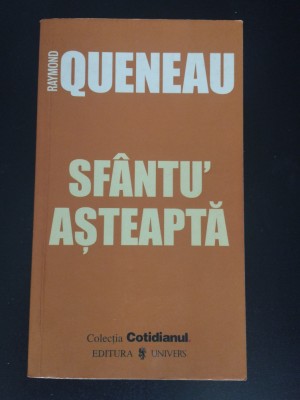 RAYMOND
QUENEAU
SFÂNTU'
AȘTEAPTĂ
Colecția Cotidianul.
EDITURA UNIVERS